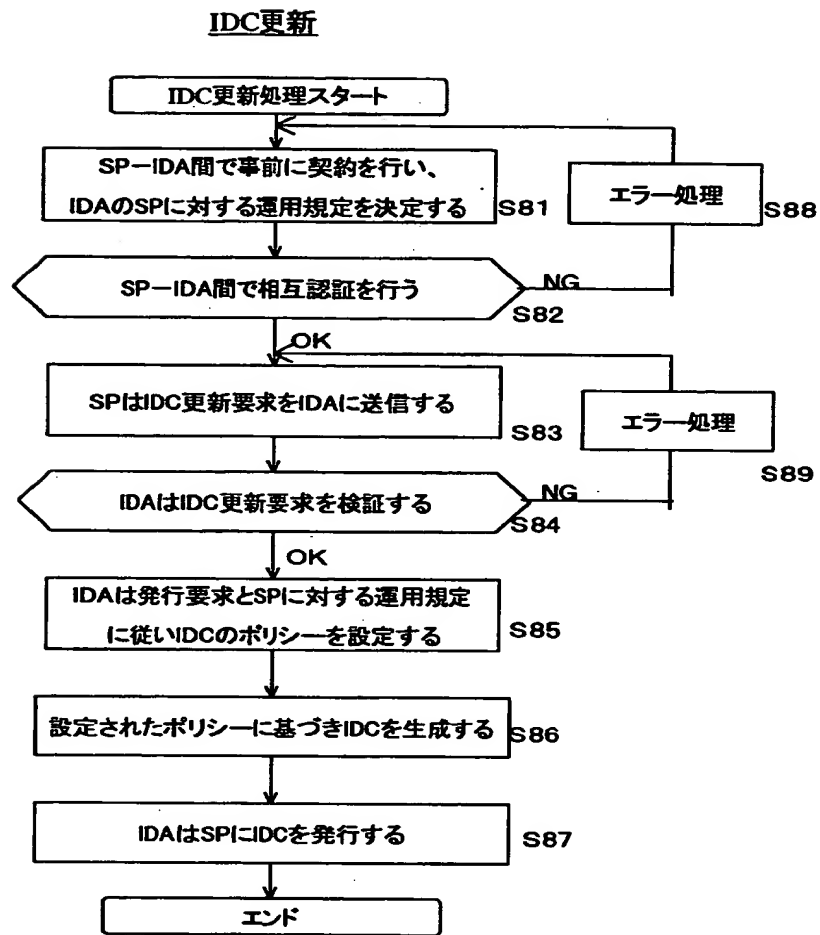 IDC更新
IDC更新処理スタート
SP－IDA間で事前に契約を行い、
IDAのSPに対する運用規定を決定する
S81
エラー処理
S88
SP－IDA間で相互認証を行う
NG
S82
OK
SPはIDC更新要求をIDAに送信する
S83
エラー処理
S89
IDAはIDC更新要求を検証する
NG
S84
OK
IDAは発行要求とSPに対する運用規定
に従いIDCのポリシーを設定する
S85
設定されたポリシーに基づきIDCを生成する
S86
IDAはSPにIDCを発行する
S87
エンド